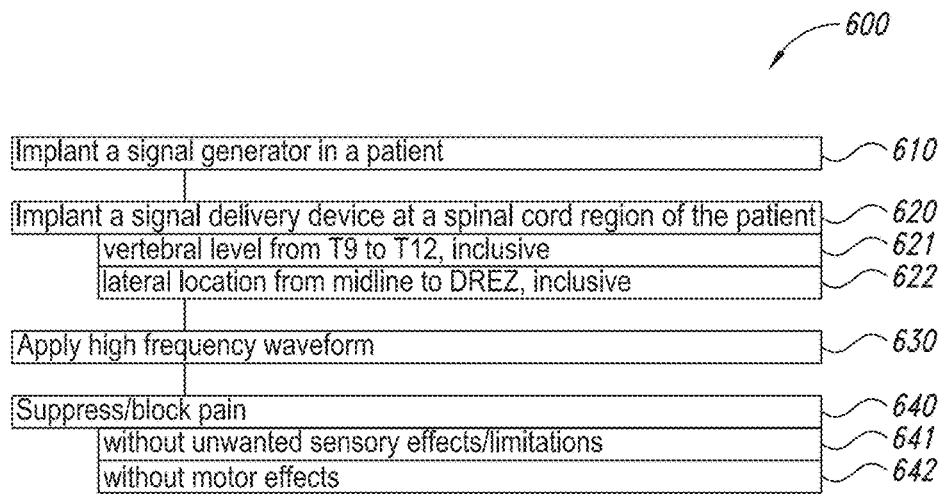 600
Implant a signal generator in a patient 610
Implant a signal delivery device at a spinal cord region of the patient 620
vertebral level from T9 to T12, inclusive 621
lateral location from midline to DREZ, inclusive 622
Apply high frequency waveform 630
Suppress/block pain 640
without unwanted sensory effects/limitations 641
without motor effects 642